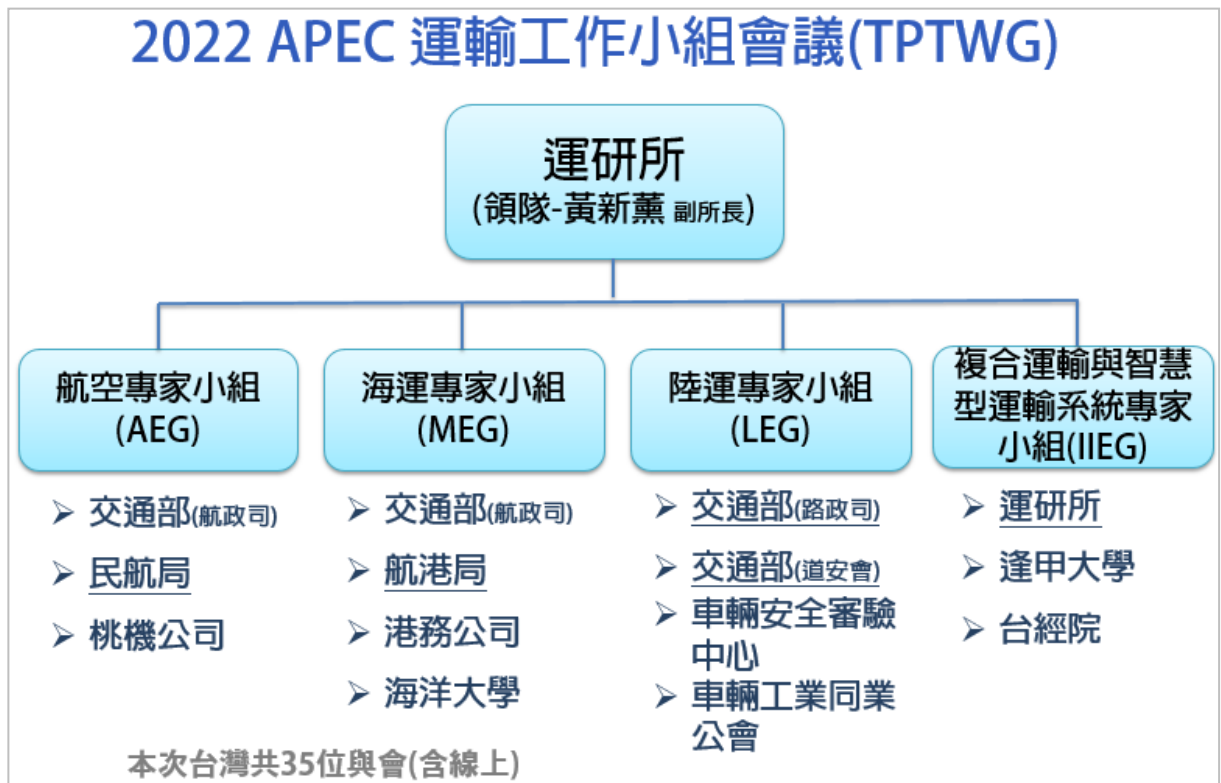 2022 APEC 運輸工作小組會議(TPTWG)
運研所
(領隊-黃新薰 副所長)
航空專家小組
(AEG)
➢ 交通部(航政司)
➢ 民航局
➢ 桃機公司
海運專家小組
(MEG)
➢ 交通部(航政司)
➢ 航港局
➢ 港務公司
➢ 海洋大學
陸運專家小組
(LEG)
➢ 交通部(路政司)
➢ 交通部(道安會)
➢ 車輛安全審驗
中心
➢ 車輛工業同業
公會
複合運輸與智慧
型運輸系統專家
小組(IIEG)
➢ 運研所
➢ 逢甲大學
➢ 台經院
本次台灣共35位與會(含線上)